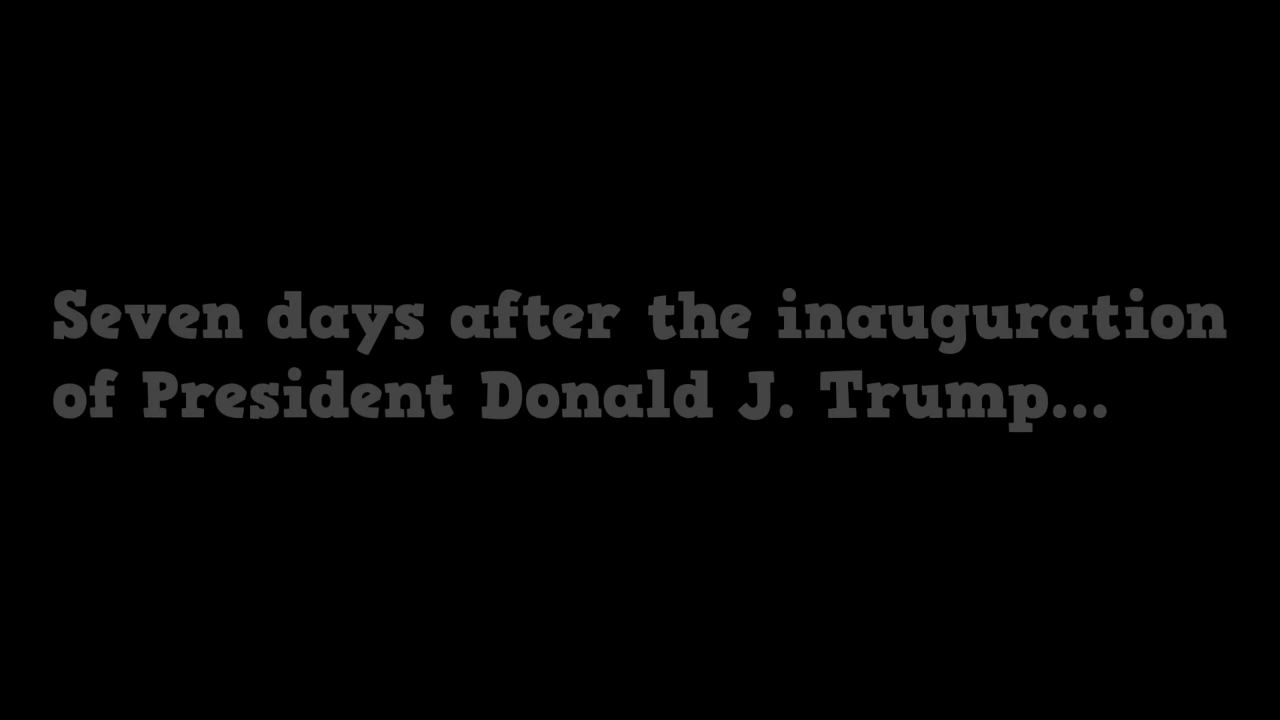 Seven days after the inauguration
of President Donald J. Trump...